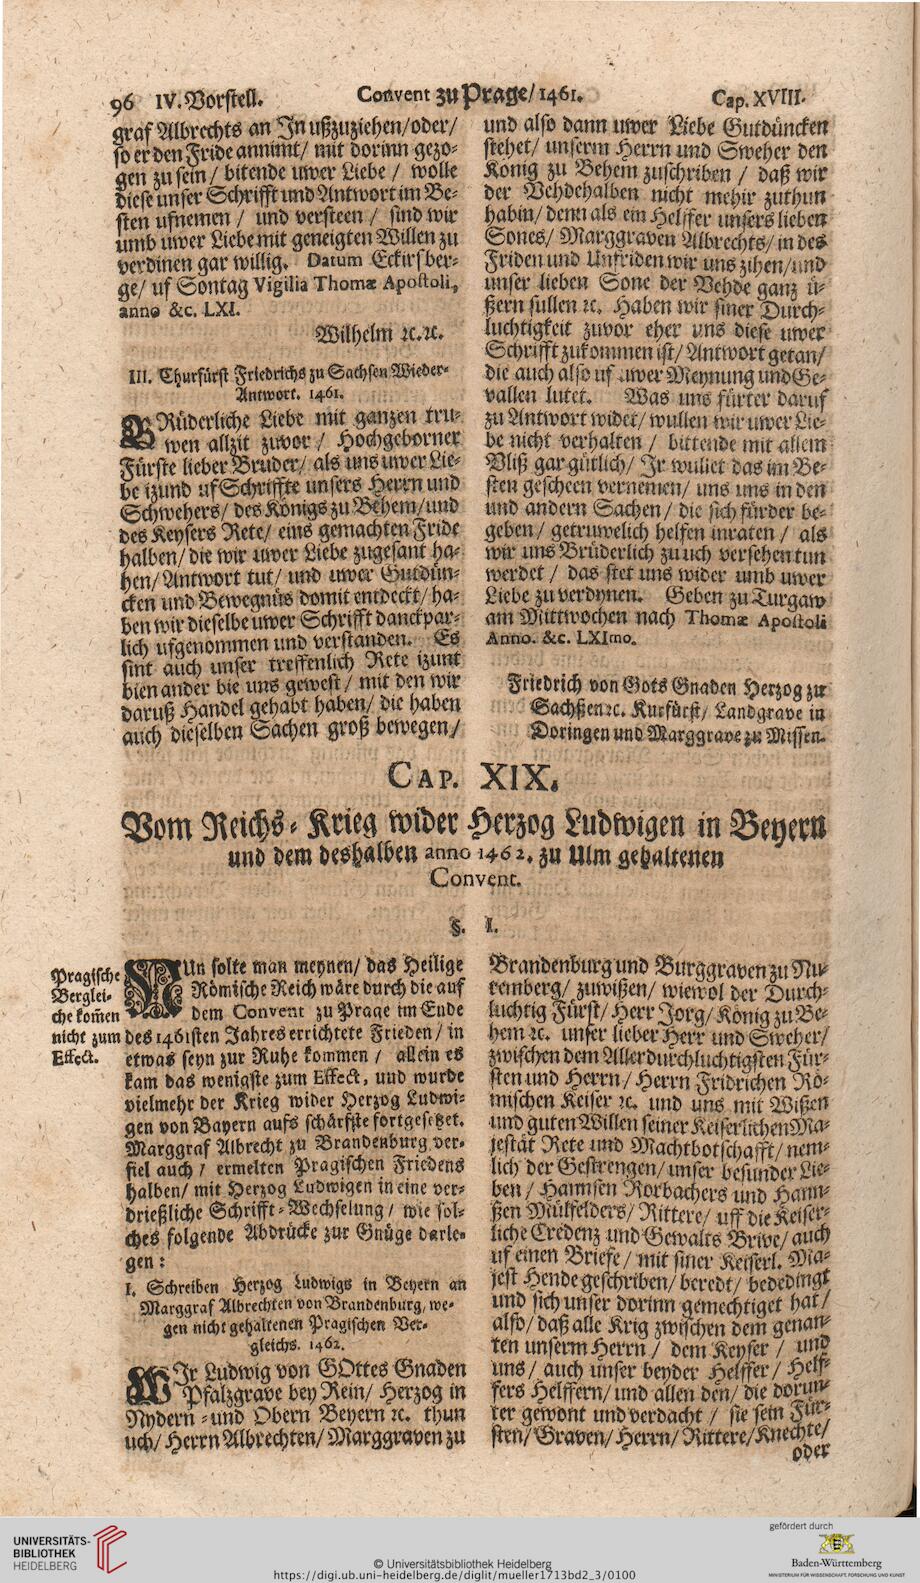 96 IV. Vorstell. Convent zu Prage/ 1461. Cap. XVIII.
graf Albrechts an Jn ußzuziehen/ oder/
so er den Fride annimt/ mit dorinn gezo-
gen zu sein/ bitende uwer Liebe/ wolle
diese unser Schrifft und Antwort im Be-
sten ufnemen/ und versteen/ sind wir
umb uwer Liebe mit geneigten Willen zu
verdinen gar willig. Datum Eckirsber-
ge/ uf Sontag Vigilia Thomæ Apostoli,
anno &c. LXI.
Wilhelm ꝛc. ꝛc.
III. Churfürst Friedrichs zu Sachsen Wieder-
Antwort. 1461.
BRüderliche Liebe mit ganzen tru-
wen allzit zuvor/ Hochgeborner
Fürste lieber Bruder/ als uns uwer Lie-
be izund uf Schriffte unsers Herrn und
Schwehers/ des Königs zu Behem/ und
des Keysers Rete/ eins gemachten Fride
halben/ die wir uwer Liebe zugesant ha-
ben/ Antwort tut/ und uwer Gutdün-
cken und Bewegnüs domit entdeckt/ ha-
ben wir dieselbe uwer Schrifft danckpar-
lich ufgenommen und verstanden. Es
sint auch unser treffenlich Rete izunt
bien ander bie uns gewest/ mit den wir
daruß Handel gehabt haben/ die haben
auch dieselben Sachen groß bewegen/
und also dann uwer Liebe Gutdüncken
stehet/ unserm Herrn und Sweher den
König zu Behem zuschriben/ daß wir
der Vehdehalben nicht mehir zuthun
habin/ denn als ein Helffer unsers lieben
Sones/ Marggraven Albrechts/ in des
Friden und Unfriden wir uns zihen/ und
unser lieben Sone der Vehde ganz ü-
ßern sullen ꝛc. Haben wir siner Durch-
luchtigkeit zuvor eher uns diese uwer
Schrifft zukommen ist/ Antwort getan/
die auch also uf uwer Meynung und Ge-
vallen lutet. Was uns fürter daruf
zu Antwort widet/ wullen wir uwer Lie-
be nicht verhalten/ bittende mit allem
Vliß gar gütlich/ Jr wullet das im Be-
sten gescheen vernemen/ uns uns in den
und andern Sachen/ die sich fürder be-
geben/ getruwelich helfen inraten/ als
wir uns Brüderlich zu uch versehen tun
werdet/ das stet uns wider umb uwer
Liebe zu verdynen. Geben zu Turgaw
am Mittwochen nach Thomæ Apostoli
Anno. &c. LXImo.
Friedrich von Gots Gnaden Herzog zu
Sachßen ꝛc. Kurfürst/ Landgrave in
Doringen und Marggrave zu Missen.
CAP. XIX.
Vom Reichs-Krieg wider Herzog Ludwigen in Beyern
und dem deshalben anno 1462. zu Ulm gehaltenen
Convent.
§. I.
Pragische
Verglei-
che komen
nicht zum
Effect.
NUn solte man meynen/ das Heilige
Römische Reich wäre durch die auf
dem Convent zu Prage im Ende
des 1461sten Jahres errichtete Frieden/ in
etwas seyn zur Ruhe kommen/ allein es
kam das wenigste zum Effect, und wurde
vielmehr der Krieg wider Herzog Ludwi-
gen von Bayern aufs schärfste fortgesetzet.
Marggraf Albrecht zu Brandenburg ver-
fiel auch/ ermelten Pragischen Friedens
halben/ mit Herzog Ludwigen in eine ver-
drießliche Schrifft-Wechselung/ wie sol-
ches folgende Abdrücke zur Gnüge darle-
gen:
I. Schreiben Herzog Ludwigs in Beyern an
Marggraf Albrechten von Brandenburg, we-
gen nicht gehaltenen Pragischen Ver-
gleichs. 1462.
WJr Ludwig von GOttes Gnaden
Pfalzgrave bey Rein/ Herzog in
Nydern- und Obern Beyern ꝛc. thun
uch/ Herrn Albrechten/ Marggraven zu
Brandenburg und Burggraven zu Nu-
remberg/ zuwißen/ wiewol der Durch-
luchtig Fürst/ Herr Jorg/ König zu Be-
hem ꝛc. unser lieber Herr und Sweher/
zwischen dem Allerdurchluchtigsten Für-
sten und Herrn/ Herrn Fridrichen Rö-
mischen Keiser ꝛc. und uns mit Wißen
und guten Willen seiner Keiserlichen Ma-
jestät Rete und Machtbotschafft/ nem-
lich der Gestrengen/ unser besunder Lie-
ben/ Hannsen Rorbachers und Hann-
ßen Mülfelders/ Rittere/ uff die Keiser-
liche Credenz und Gewalts Brive/ auch
uf einen Briefe/ mit siner Keiserl. Ma-
jest Hende geschriben/ beredt/ bededingt
und sich unser dorinn gemechtiget hat/
also/ daß alle Krig zwischen dem genan-
ten unserm Herrn/ dem Keyser/ und
uns/ auch unser beyder Helffer/ Helf-
fers Helffern/ und allen den/ die dorun-
ter gewont und verdacht/ sie sein Für-
sten/ Graven/ Herrn/ Rittere/ Knechte/
oder
UNIVERSITÄTS-
BIBLIOTHEK
HEIDELBERG
© Universitätsbibliothek Heidelberg
https://digi.ub.uni-heidelberg.de/diglit/mueller1713bd2_3/0100
gefördert durch
Baden-Württemberg
MINISTERIUM FÜR WISSENSCHAFT, FORSCHUNG UND KUNST